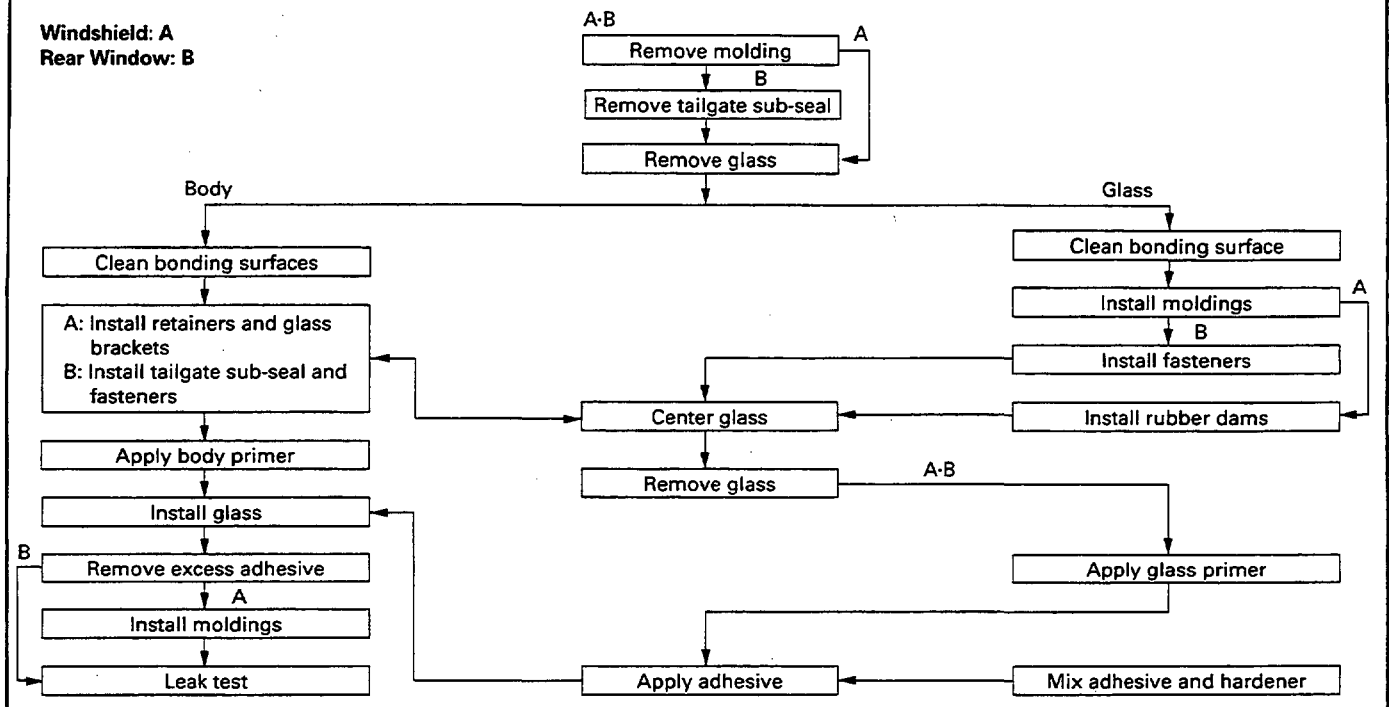 Windshield: A
Rear Window: B
A·B
Remove molding
A
B
Remove tailgate sub-seal
Remove glass
Body
Glass
Clean bonding surfaces
A: Install retainers and glass
brackets
B: Install tailgate sub-seal and
fasteners
Apply body primer
Install glass
B
Remove excess adhesive
A
Install moldings
Leak test
Center glass
Remove glass
A·B
Clean bonding surface
Install moldings
A
B
Install fasteners
Install rubber dams
Apply glass primer
Apply adhesive
Mix adhesive and hardener